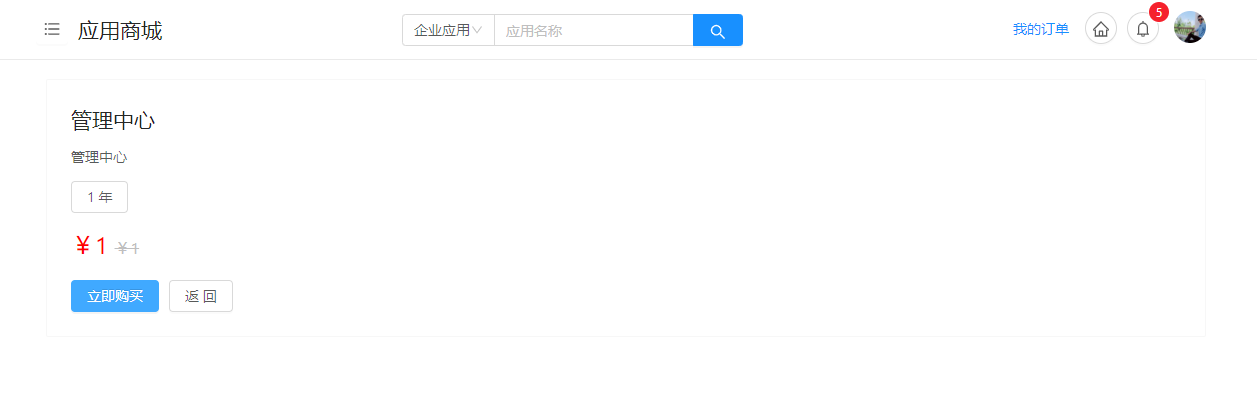 应用商城
企业应用
应用名称
我的订单
5
管理中心
管理中心
1 年
¥ 1 ¥ 1
立即购买
返 回